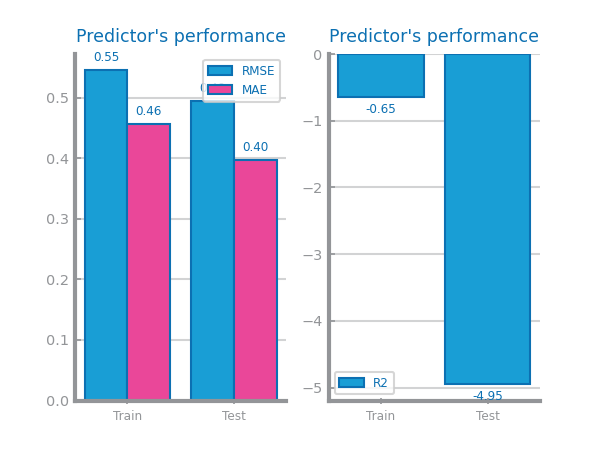 Predictor's performance
0.55
RMSE
MAE
0.46
0.40
0.5
0.4
0.3
0.2
0.1
0.0
Train
Test
Predictor's performance
0
-0.65
−1
−2
−3
−4
−5
R2
-4.95
Train
Test